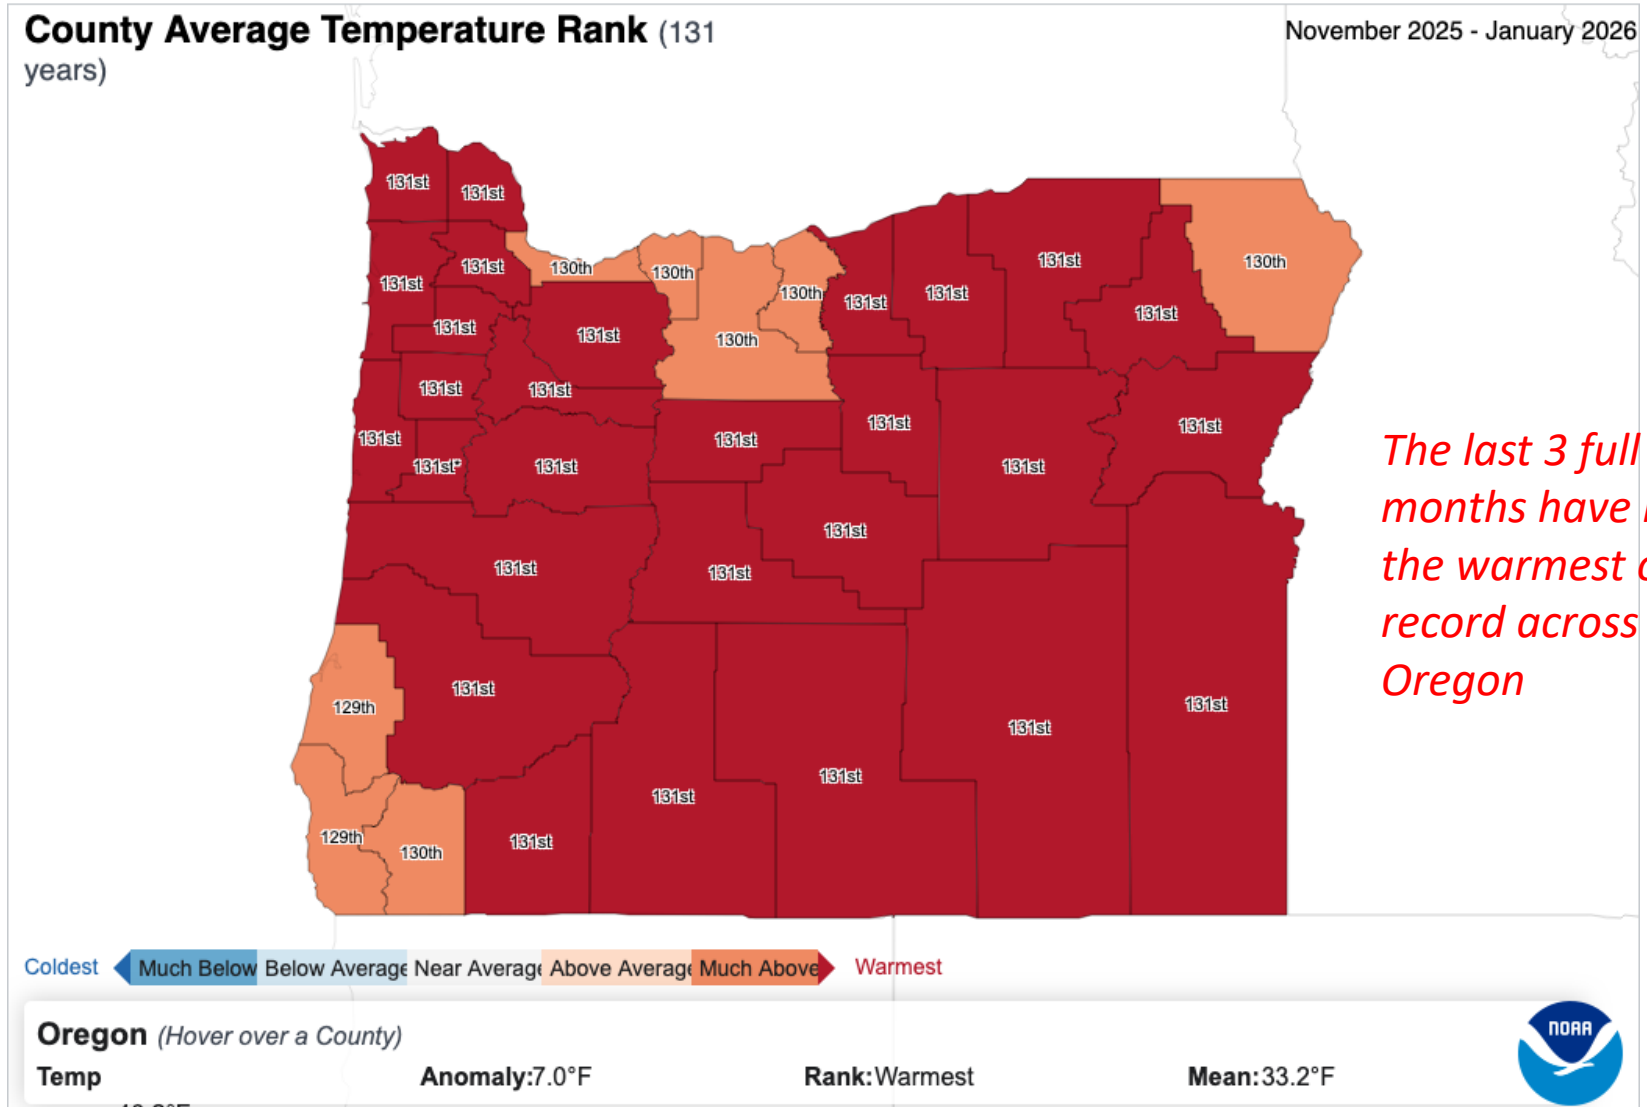 County Average Temperature Rank (131
years)
November 2025 - January 2026
131st
131st
131st
131st
130th
130th
130th
130th
131st
131st
131st
131st
130th
131st
131st
131st
131st
131st
131st*
131st
131st
131st
131st
131st
131st
131st
131st
131st
129th
131st
131st
131st
129th
130th
131st
131st
The last 3 full
months have
the warmest
record across
Oregon
Coldest
Much Below
Below Average
Near Average
Above Average
Much Above
Warmest
Oregon (Hover over a County)
Temp
Anomaly:7.0°F
Rank:Warmest
Mean:33.2°F
NOAA